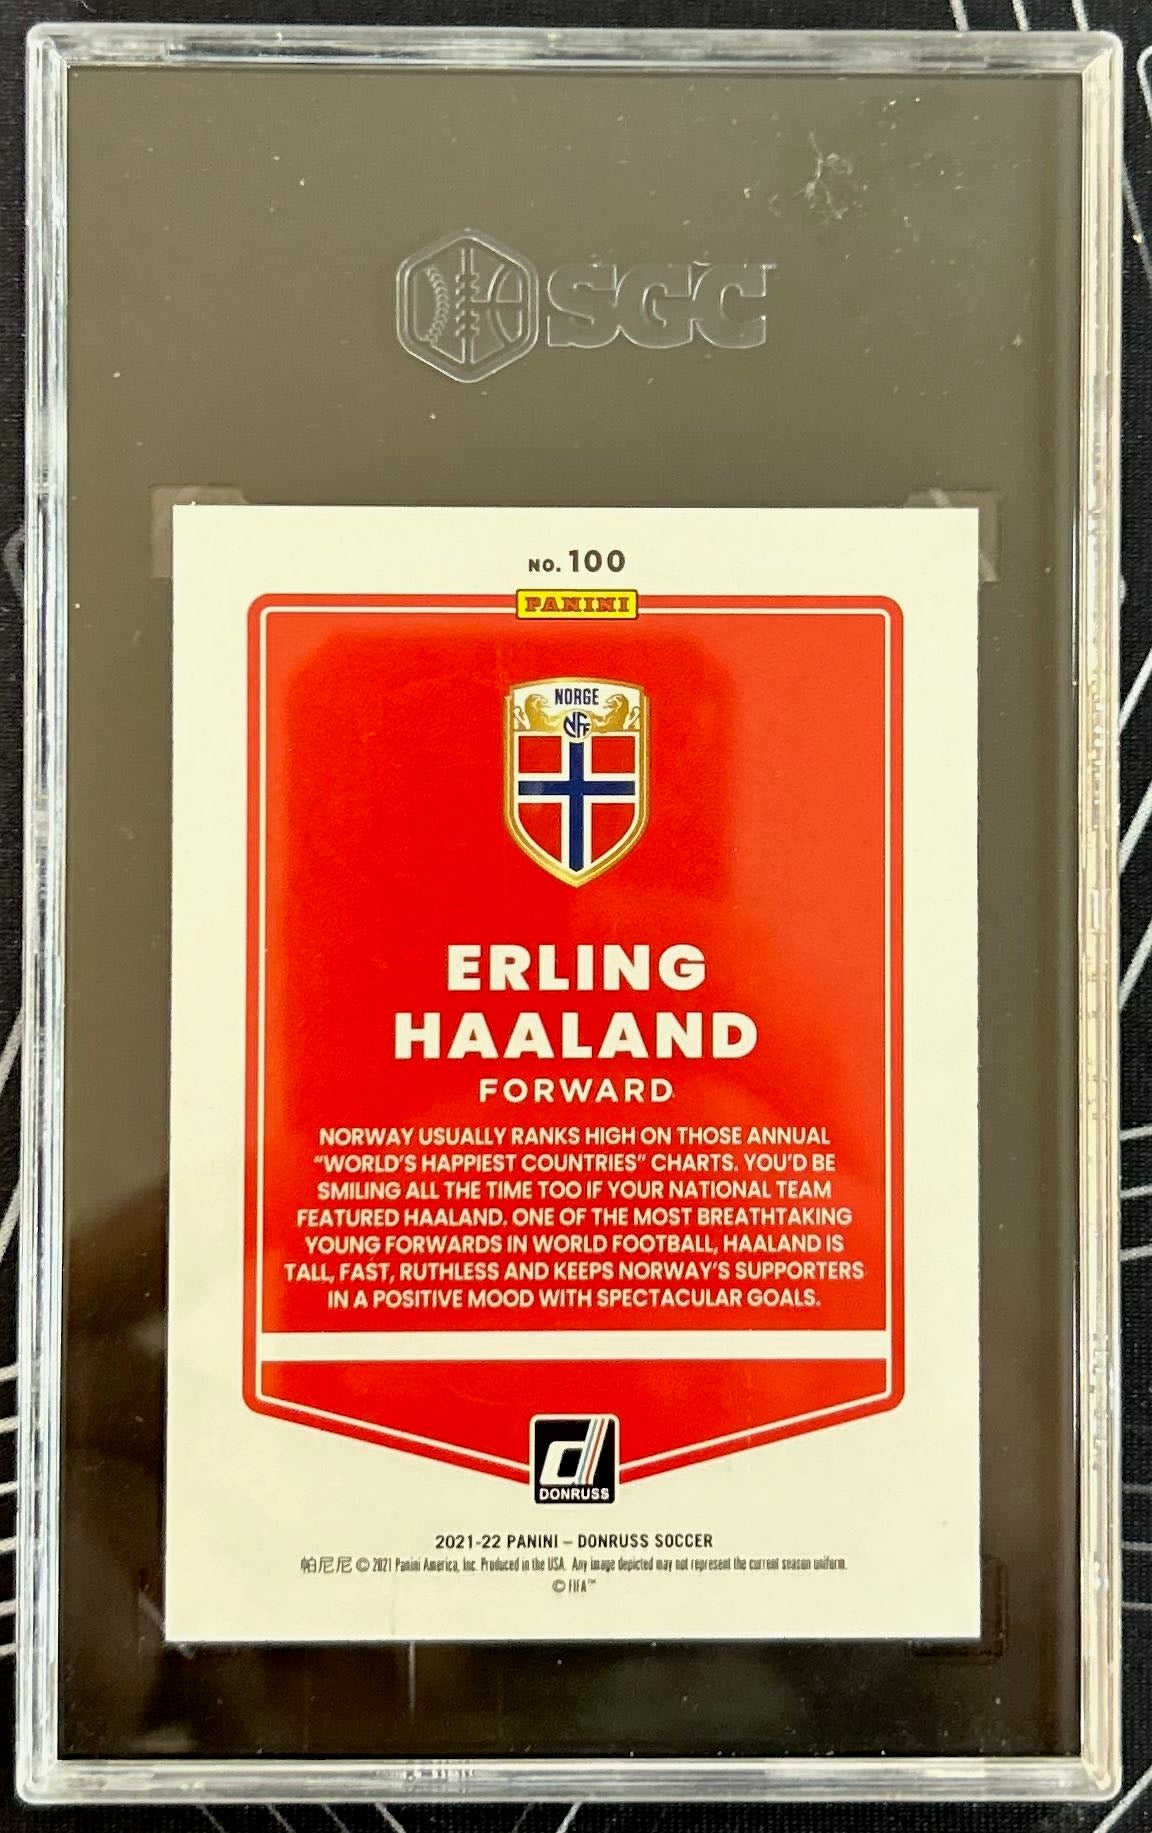 SGC
NO. 100
PANINI
NORGE
NFF
ERLING
HAALAND
FORWARD
NORWAY USUALLY RANKS HIGH ON THOSE ANNUAL
"WORLD'S HAPPIEST COUNTRIES" CHARTS. YOU'D BE
SMILING ALL THE TIME TOO IF YOUR NATIONAL TEAM
FEATURED HAALAND. ONE OF THE MOST BREATHTAKING
YOUNG FORWARDS IN WORLD FOOTBALL, HAALAND IS
TALL, FAST, RUTHLESS AND KEEPS NORWAY'S SUPPORTERS
IN A POSITIVE MOOD WITH SPECTACULAR GOALS.
d
DONRUSS
2021-22 PANINI – DONRUSS SOCCER
帕尼尼 © 2021 Panini America, Inc. Produced in the USA. Any image depicted may not represent the current season uniform.
© FIFA™